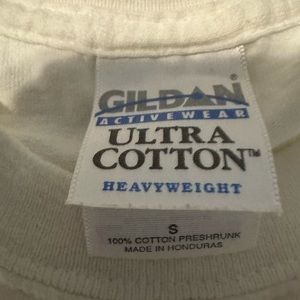 GILDAN®
ACTIVEWEAR
ULTRA
COTTON™
HEAVYWEIGHT
S
100% COTTON PRESHRUNK
MADE IN HONDURAS